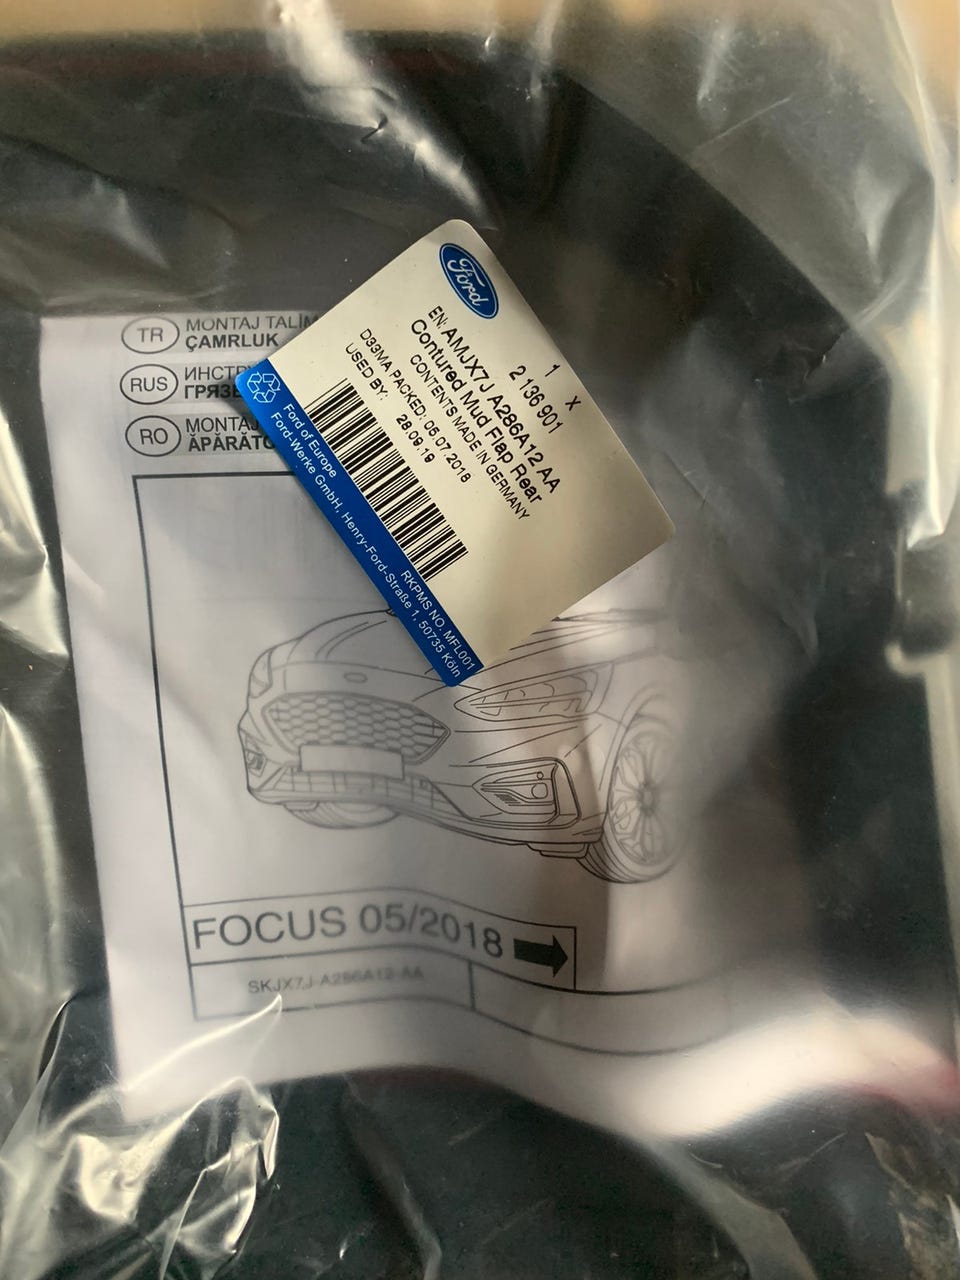 TR MONTAJ TALİM
ÇAMRLUK
RUS ИНСТР
ГРЯЗЕ
RO MONTAJ
ĂPĂRĂTO
Ford
1 X
2 136 901
EN: AMJX7J A286A12 AA
Contured Mud Flap Rear
CONTENTS MADE IN GERMANY
D33MA PACKED: 05.07.2018
USED BY: 28.09.19
RKPMS NO. MFL001
Ford of Europe
Ford-Werke GmbH, Henry-Ford-Straße 1, 50735 Köln
FOCUS 05/2018
SKJX7J-A286A12-AA